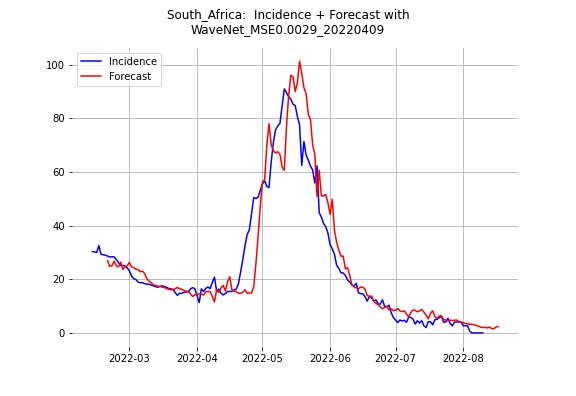 South_Africa:  Incidence + Forecast with
WaveNet_MSE0.0029_20220409
Incidence
Forecast
100
80
60
40
20
0
2022-03 2022-04 2022-05 2022-06 2022-07 2022-08